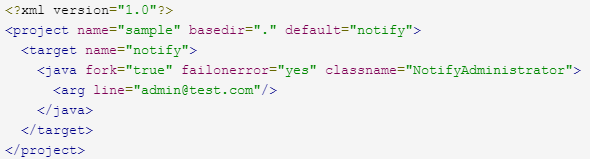 <?xml version="1.0"?>
<project name="sample" basedir="." default="notify">
  <target name="notify">
    <java fork="true" failonerror="yes" classname="NotifyAdministrator">
      <arg line="admin@test.com"/>
    </java>
  </target>
</project>